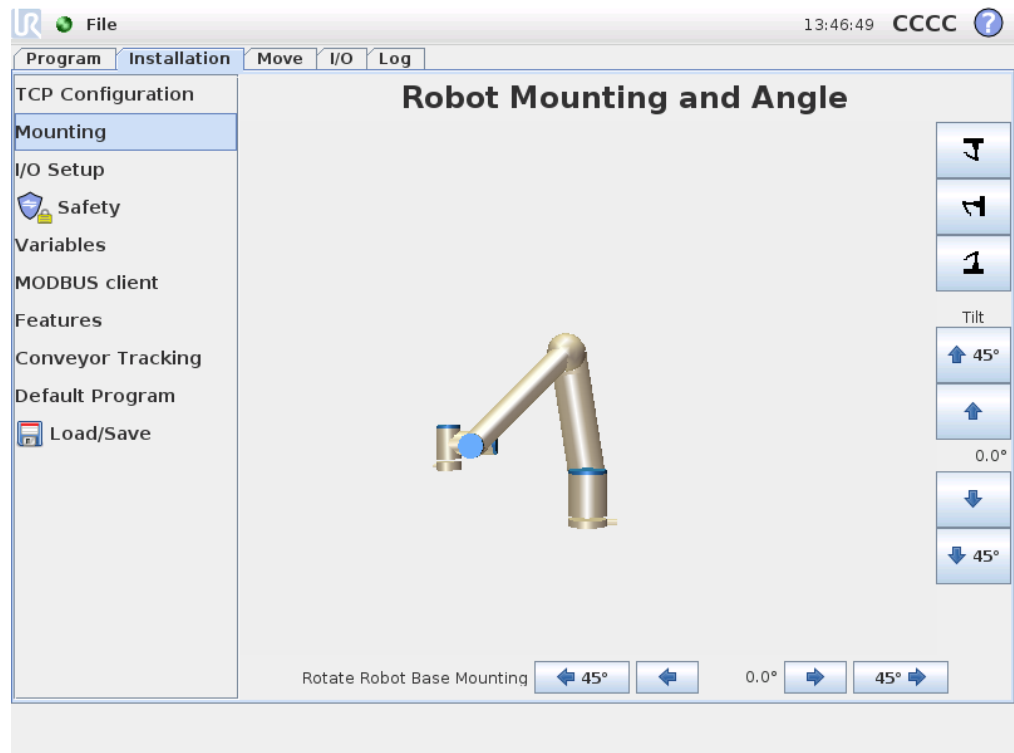 UR File 13:46:49 CCCC ?
Program Installation Move I/O Log
TCP Configuration
Mounting
I/O Setup
Safety
Variables
MODBUS client
Features
Conveyor Tracking
Default Program
Load/Save
Robot Mounting and Angle
Tilt
45°
0.0°
45°
Rotate Robot Base Mounting 45° 0.0° 45°